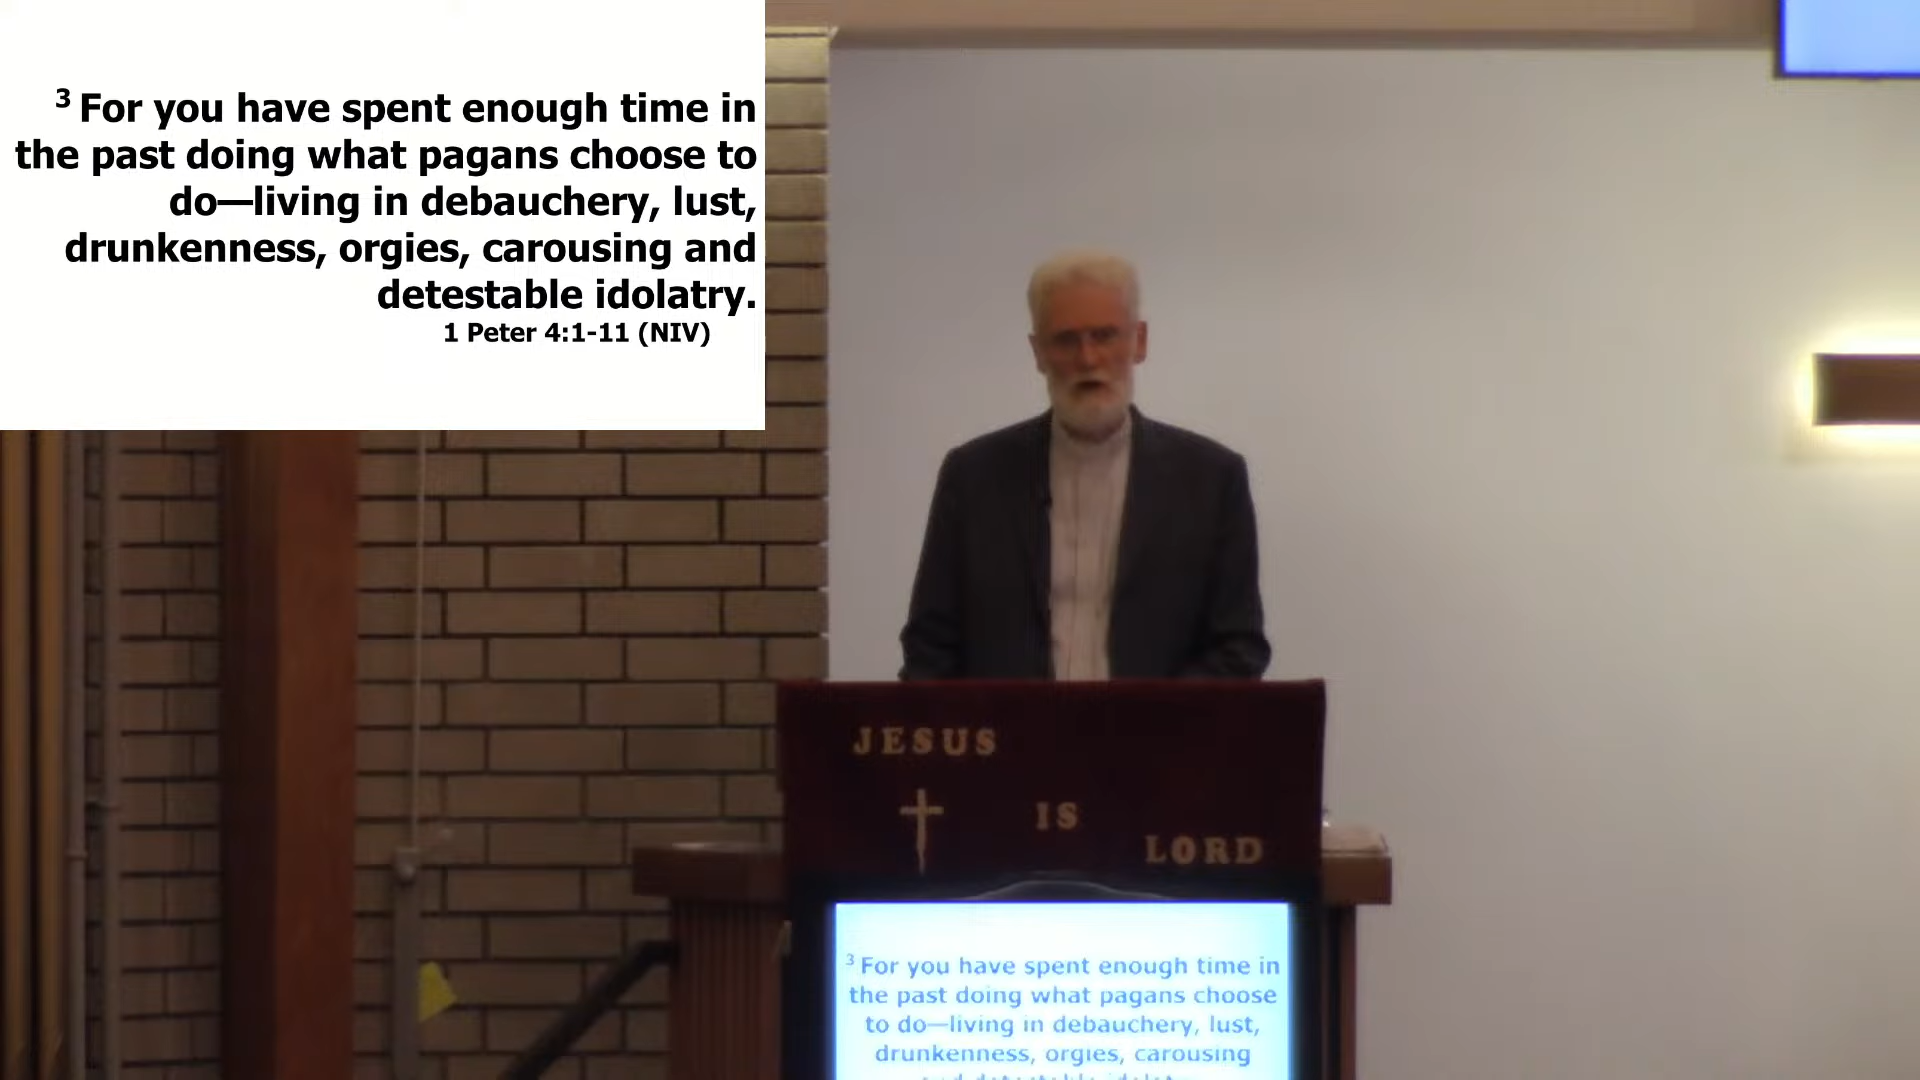 ³ For you have spent enough time in
the past doing what pagans choose to
do—living in debauchery, lust,
drunkenness, orgies, carousing and
detestable idolatry.
1 Peter 4:1-11 (NIV)
JESUS
IS
LORD
³ For you have spent enough time in
the past doing what pagans choose
to do—living in debauchery, lust,
drunkenness, orgies, carousing